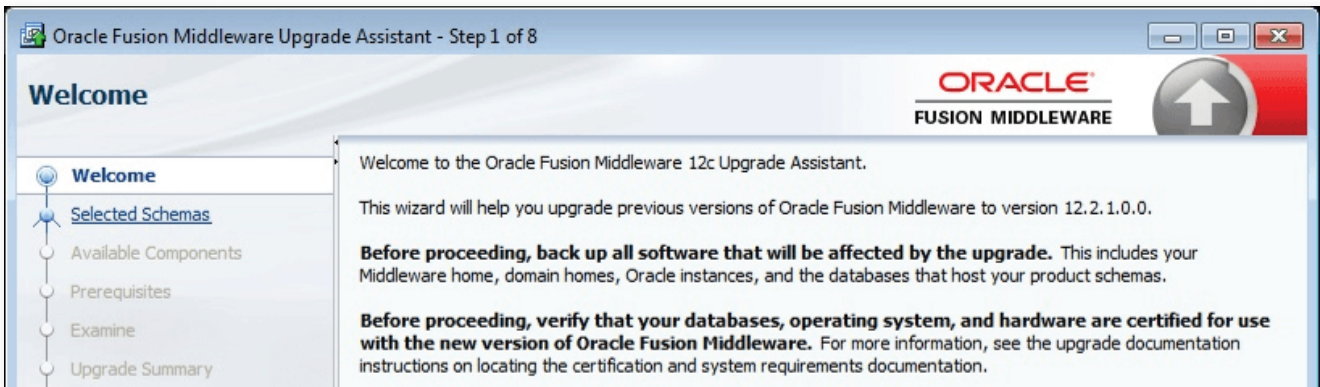 Oracle Fusion Middleware Upgrade Assistant - Step 1 of 8
Welcome
ORACLE®
FUSION MIDDLEWARE
Welcome
Selected Schemas
Available Components
Prerequisites
Examine
Upgrade Summary
Welcome to the Oracle Fusion Middleware 12c Upgrade Assistant.
This wizard will help you upgrade previous versions of Oracle Fusion Middleware to version 12.2.1.0.0.
Before proceeding, back up all software that will be affected by the upgrade. This includes your
Middleware home, domain homes, Oracle instances, and the databases that host your product schemas.
Before proceeding, verify that your databases, operating system, and hardware are certified for use
with the new version of Oracle Fusion Middleware. For more information, see the upgrade documentation
instructions on locating the certification and system requirements documentation.